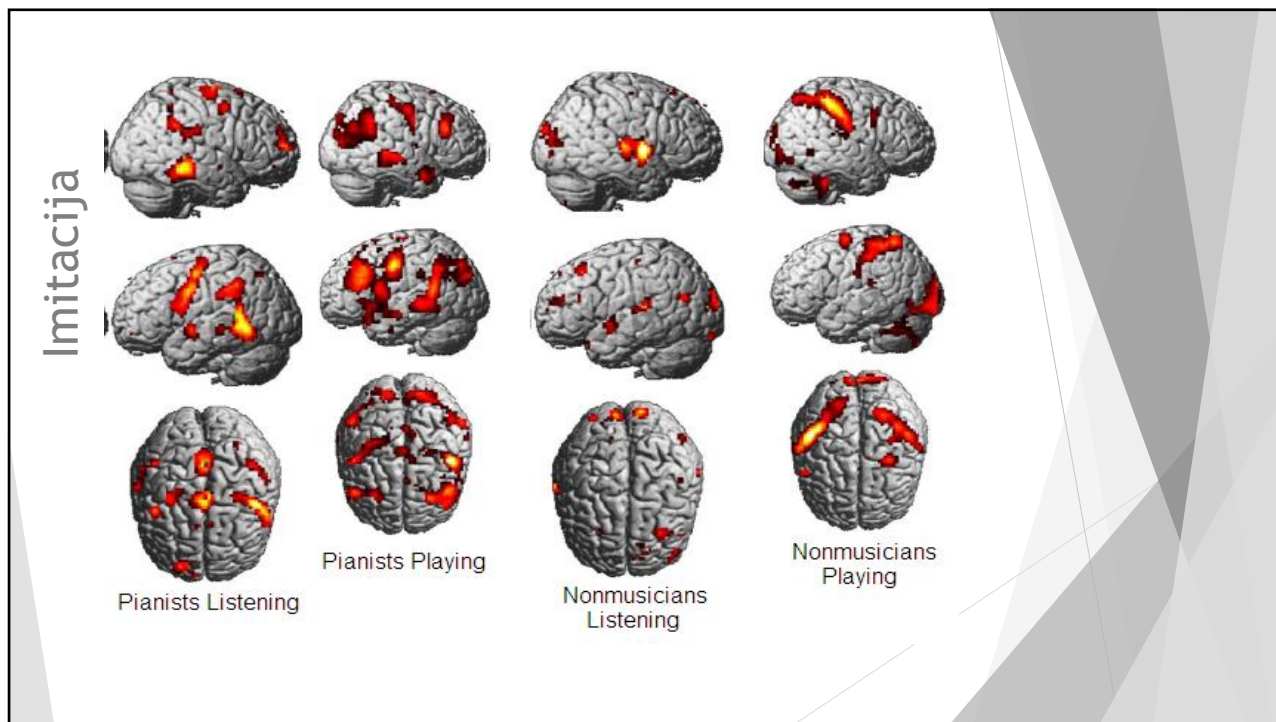 Imitacija
Pianists Listening
Pianists Playing
Nonmusicians
Listening
Nonmusicians
Playing